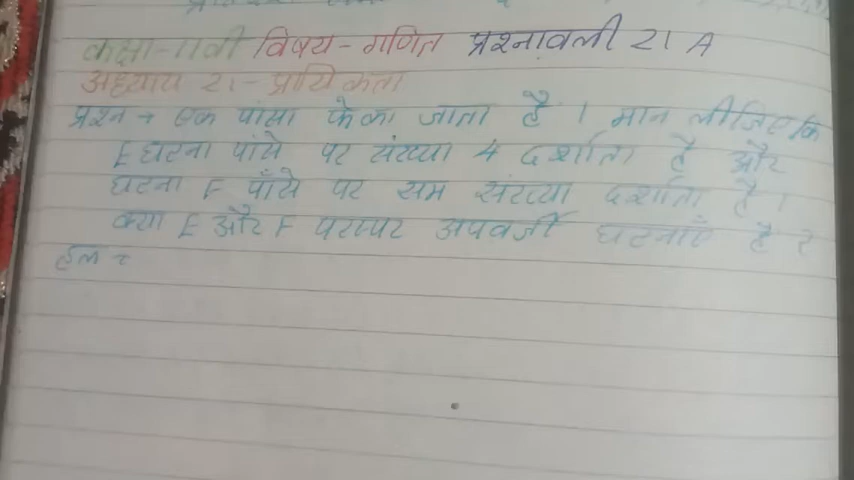 कक्षा-11वीं विषय-गणित प्रश्नावली 21 A
अध्याय 21-प्रायिकता
प्रश्न → एक पांसा फेंका जाता है । मान लीजिए कि
E घटना पांसे पर संख्या 4 दर्शाता है और
घटना F पाँसे पर सम संख्या दर्शाता है ।
क्या E और F परस्पर अपवर्जी घटनाएँ है ?
हल →